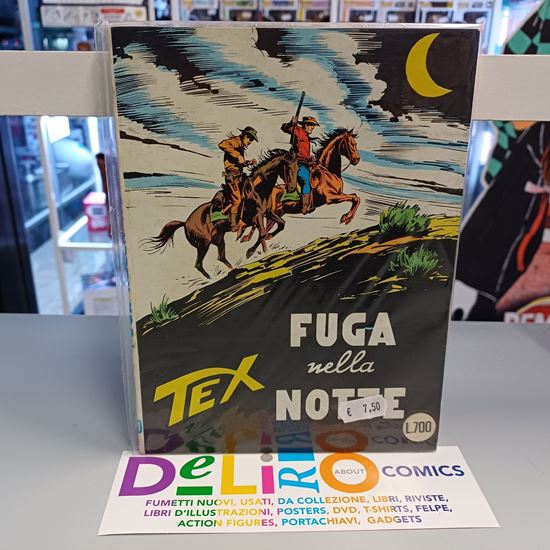 FUGA
nella
NOTTE
TEX
€ 7,50
L.700
DeLiRiO
ABOUT
COMICS
FUMETTI NUOVI, USATI, DA COLLEZIONE, LIBRI, RIVISTE,
LIBRI D'ILLUSTRAZIONI, POSTERS, DVD, T-SHIRTS, FELPE,
ACTION FIGURES, PORTACHIAVI, GADGETS